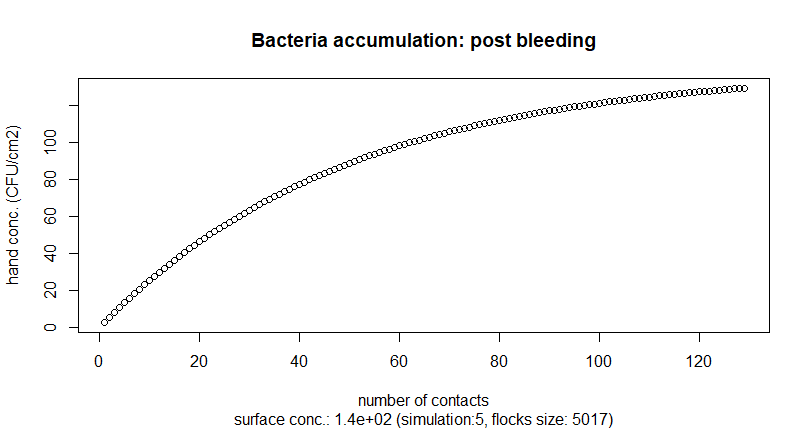 Bacteria accumulation: post bleeding
hand conc. (CFU/cm2)
100
80
60
40
20
0
0 20 40 60 80 100 120
number of contacts
surface conc.: 1.4e+02 (simulation:5, flocks size: 5017)